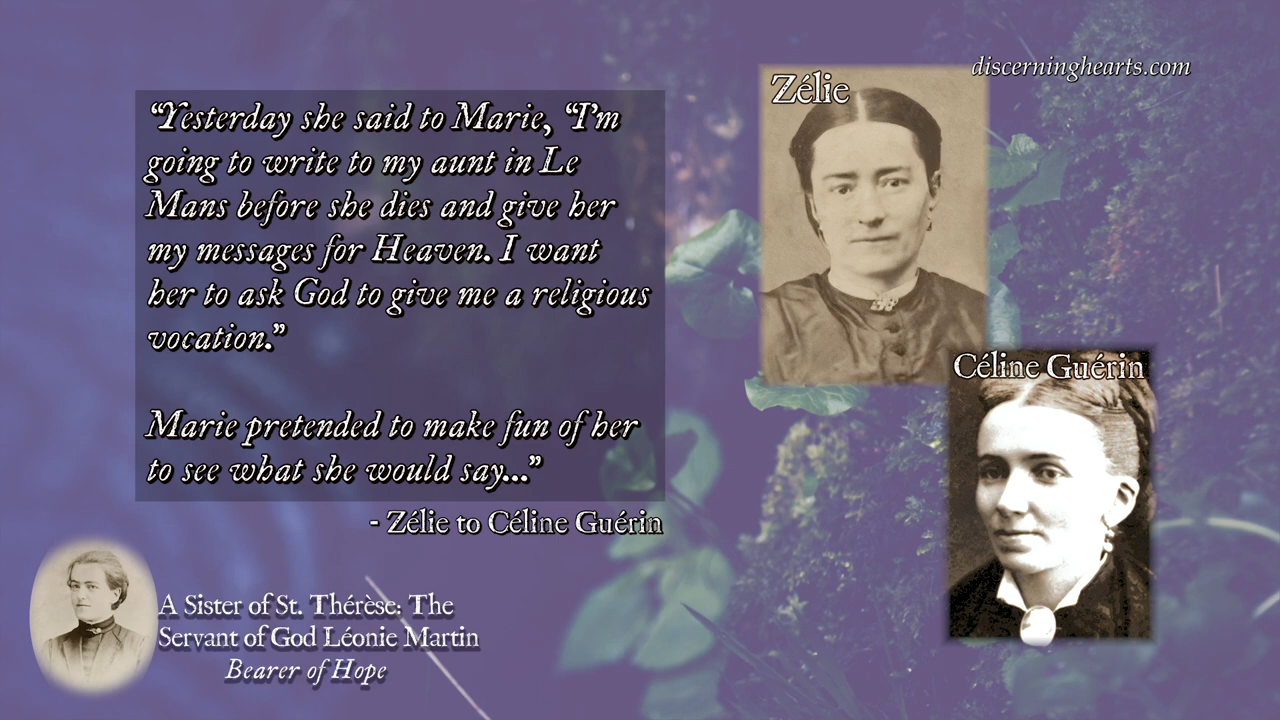 discerninghearts.com
Zélie
“Yesterday she said to Marie, “I’m
going to write to my aunt in Le
Mans before she dies and give her
my messages for Heaven. I want
her to ask God to give me a religious
vocation.”
Marie pretended to make fun of her
to see what she would say...”
- Zélie to Céline Guérin
Céline Guérin
A Sister of St. Thérèse: The
Servant of God Léonie Martin
Bearer of Hope